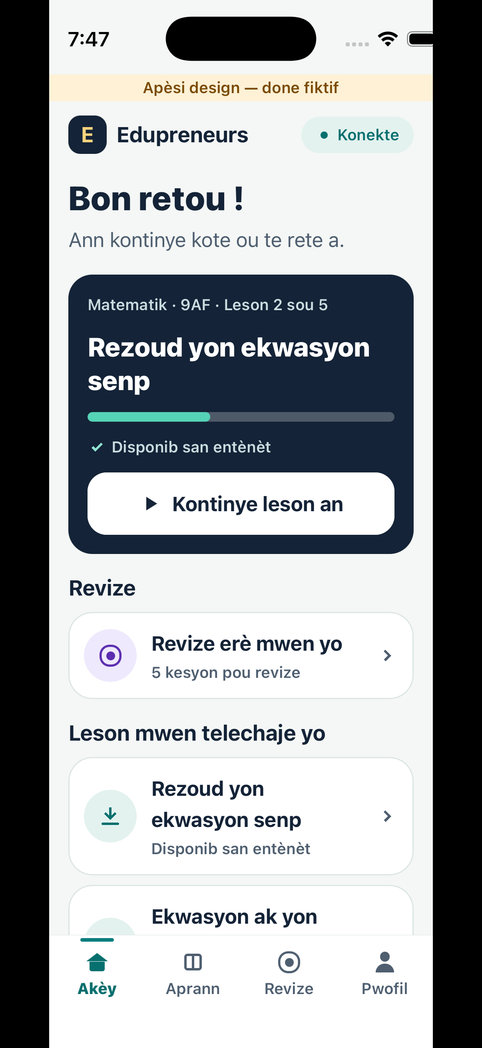 7:47
Apèsi design — done fiktif
E Edupreneurs
Konekte
Bon retou !
Ann kontinye kote ou te rete a.
Matematik · 9AF · Leson 2 sou 5
Rezoud yon ekwasyon
senp
Disponib san entènèt
Kontinye leson an
Revize
Revize erè mwen yo
5 kesyon pou revize
Leson mwen telechaje yo
Rezoud yon
ekwasyon senp
Disponib san entènèt
Ekwasyon ak yon
Akèy
Aprann
Revize
Pwofil